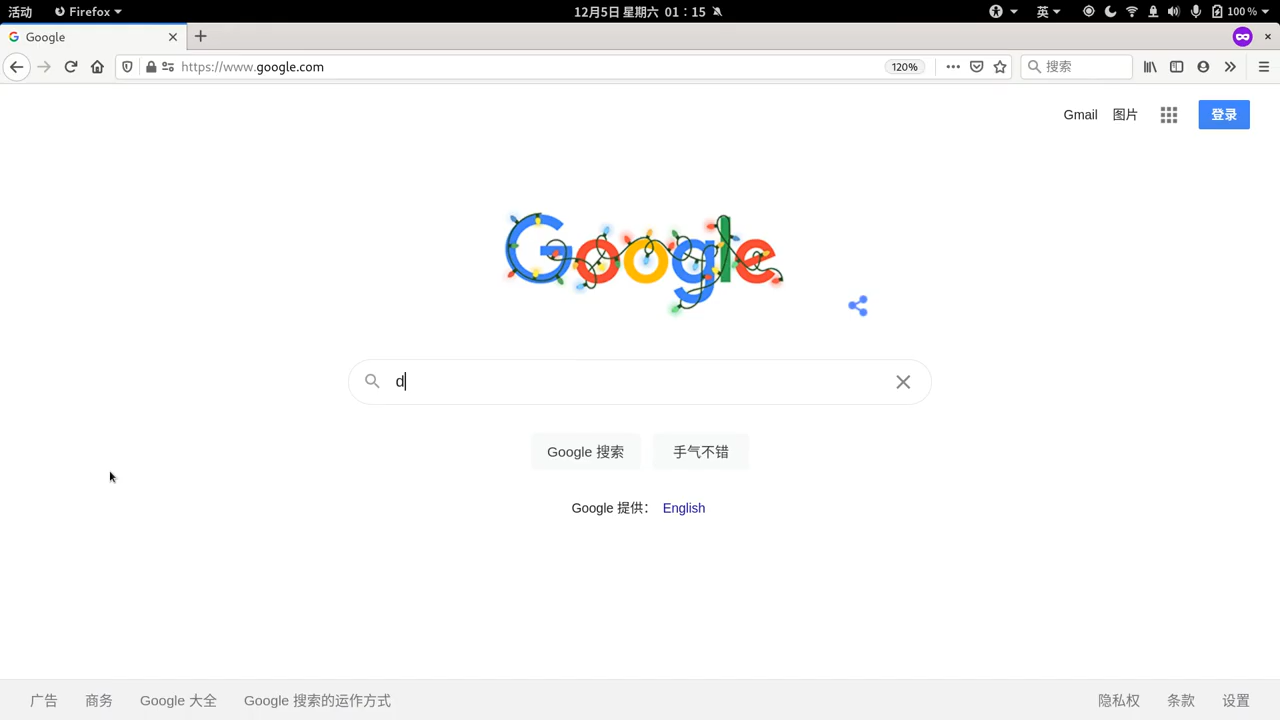 活动 Firefox 12月5日 星期六 01：15 英 100 %
Google
https://www.google.com 120% 搜索
Gmail 图片 登录
Google
d
Google 搜索 手气不错
Google 提供： English
广告 商务 Google 大全 Google 搜索的运作方式 隐私权 条款 设置